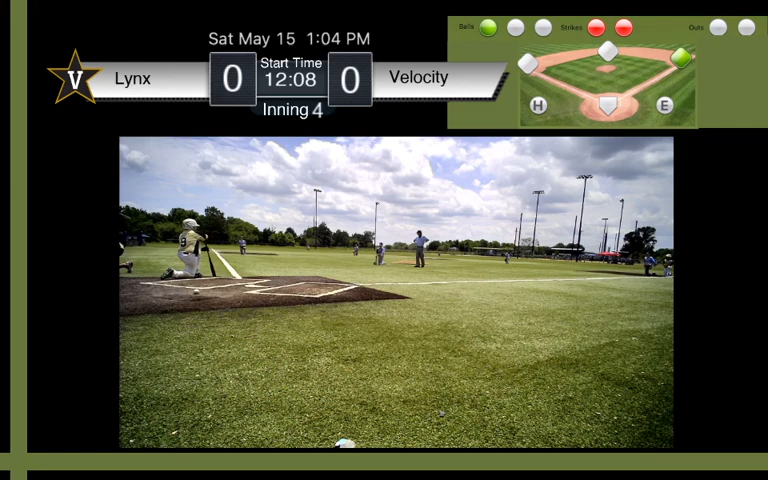 Sat May 15 1:04 PM
Balls
Strikes
Outs
V
Lynx
0
Start Time
12:08
0
Velocity
Inning 4
H
E